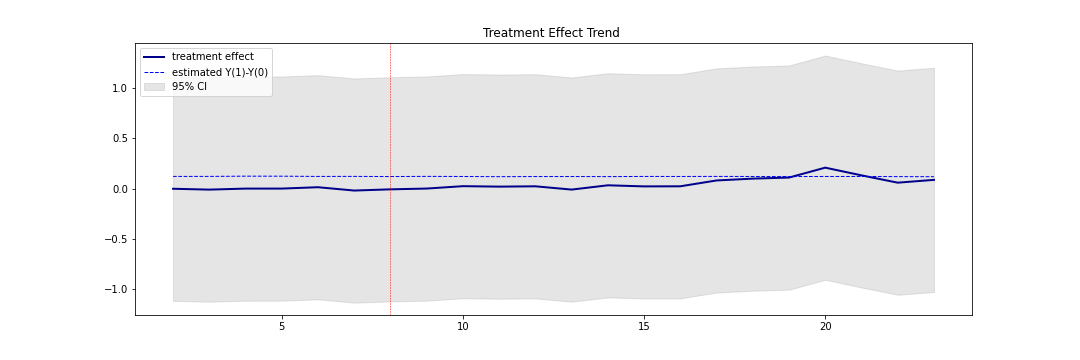 Treatment Effect Trend
treatment effect
estimated Y(1)-Y(0)
95% CI
1.0
0.5
0.0
−0.5
−1.0
5 10 15 20